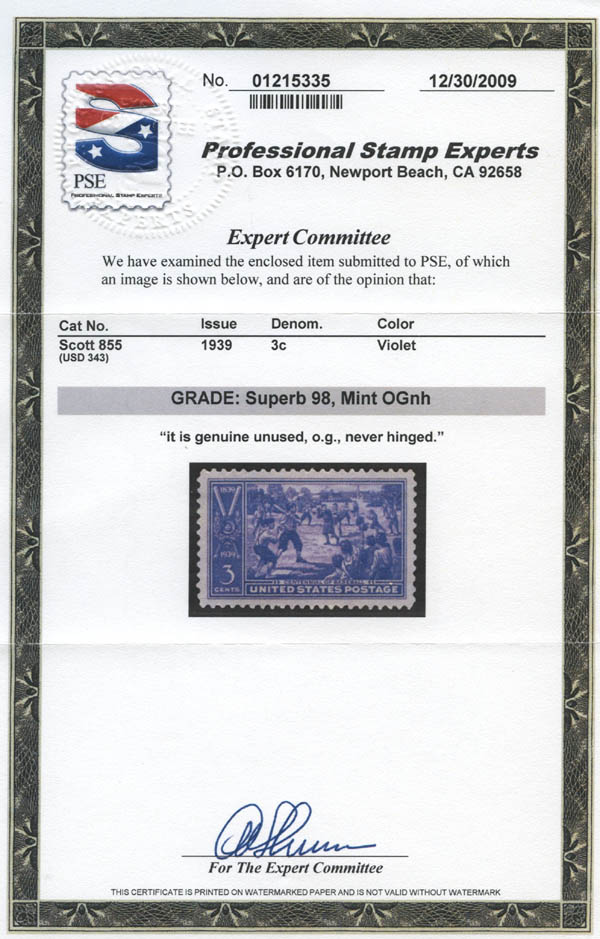 No. 01215335 12/30/2009
PSE
PROFESSIONAL STAMP EXPERTS
Professional Stamp Experts
P.O. Box 6170, Newport Beach, CA 92658
Expert Committee
We have examined the enclosed item submitted to PSE, of which
an image is shown below, and are of the opinion that:
Cat No. Issue Denom. Color
Scott 855 1939 3c Violet
(USD 343)
GRADE: Superb 98, Mint OGnh
“it is genuine unused, o.g., never hinged.”
1839
1939
3
CENTS
CENTENNIAL OF BASEBALL
UNITED STATES POSTAGE
For The Expert Committee
THIS CERTIFICATE IS PRINTED ON WATERMARKED PAPER AND IS NOT VALID WITHOUT WATERMARK